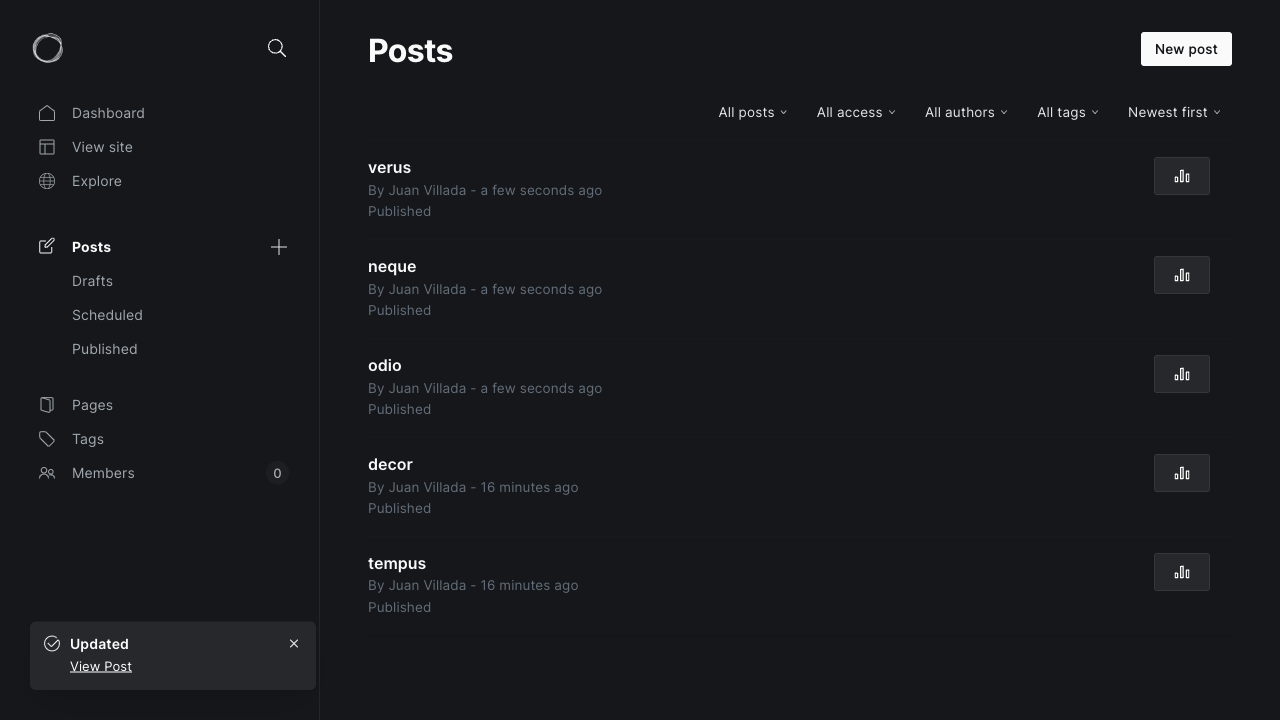 Dashboard
View site
Explore
Posts
Drafts
Scheduled
Published
Pages
Tags
Members 0
Updated
View Post
Posts
New post
All posts All access All authors All tags Newest first
verus
By Juan Villada - a few seconds ago
Published
neque
By Juan Villada - a few seconds ago
Published
odio
By Juan Villada - a few seconds ago
Published
decor
By Juan Villada - 16 minutes ago
Published
tempus
By Juan Villada - 16 minutes ago
Published